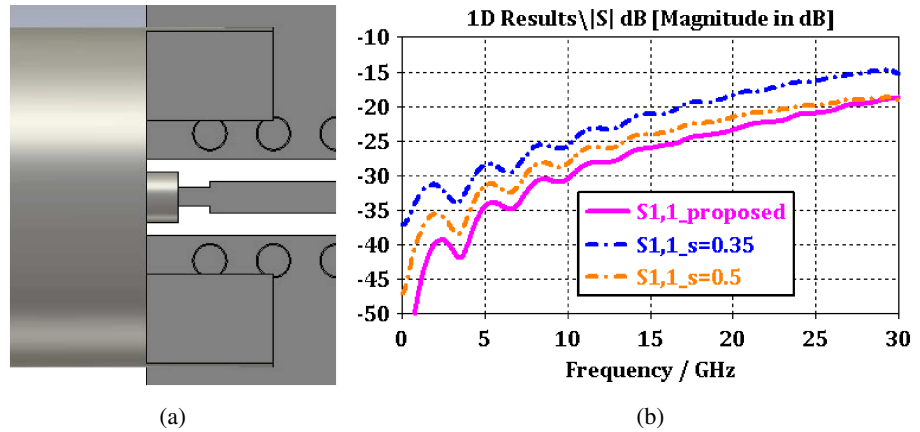 1D Results\|S| dB [Magnitude in dB]
-10
-15
-20
-25
-30
-35
-40
-45
-50
S1,1_proposed
S1,1_s=0.35
S1,1_s=0.5
0 5 10 15 20 25 30
Frequency / GHz
(a) (b)